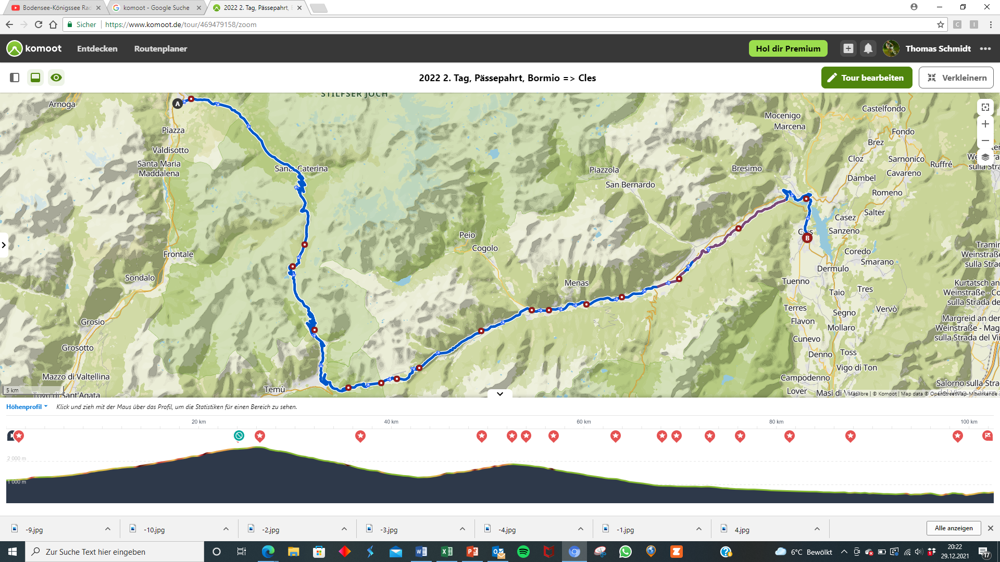 Bodensee-Königssee Rad
komoot - Google Suche
2022 2. Tag, Pässepahrt,
Sicher
https://www.komoot.de/tour/469479158/zoom
komoot
Entdecken
Routenplaner
Hol dir Premium
Thomas Schmidt
2022 2. Tag, Pässepahrt, Bormio => Cles
Tour bearbeiten
Verkleinern
STILFSER JOCH
Arnoga
A
Piazza
Valdisotto
Santa Maria
Maddalena
Santa Caterina
Frontale
Sondalo
Grosio
Grosotto
Mazzo di Valtellina
Tovo di Sant'Agata
Temù
Peio
Cogolo
Menas
Piazzola
San Bernardo
Bresimo
Mocenigo
Marcena
Castelfondo
Fondo
Brez
Cloz
Sarnonico
Ruffré
Cavareno
Dambel
Romeno
Salter
Casez
Sanzeno
Cles
B
Coredo
Smarano
Dermulo
Tuenno
Taio
Tres
Terres
Segno
Vervò
Flavon
Mollaro
Cunevo
Denno
Toss
Vigo di Ton
Campodenno
Lover
Masi di Vigo
sulla Stra
Tramin
Weinstraße
sulla Strad
Kurtatsch an
Weinstraße - Co
sulla Strada de
Margreid an der
Weinstraße - Mag
sulla Strada del Vin
Salorno sulla Stra
5 km
Maplibre | © Komoot | Map data © OpenStreetMap-Mitwirkende
Höhenprofil
Klick und zieh mit der Maus über das Profil, um die Statistiken für einen Bereich zu sehen.
20 km
40 km
60 km
80 km
100 km
2 000 m
1 000 m
-9.jpg
-10.jpg
-2.jpg
-3.jpg
-4.jpg
-1.jpg
4.jpg
Alle anzeigen
Zur Suche Text hier eingeben
6°C Bewölkt
20:22
29.12.2021
17